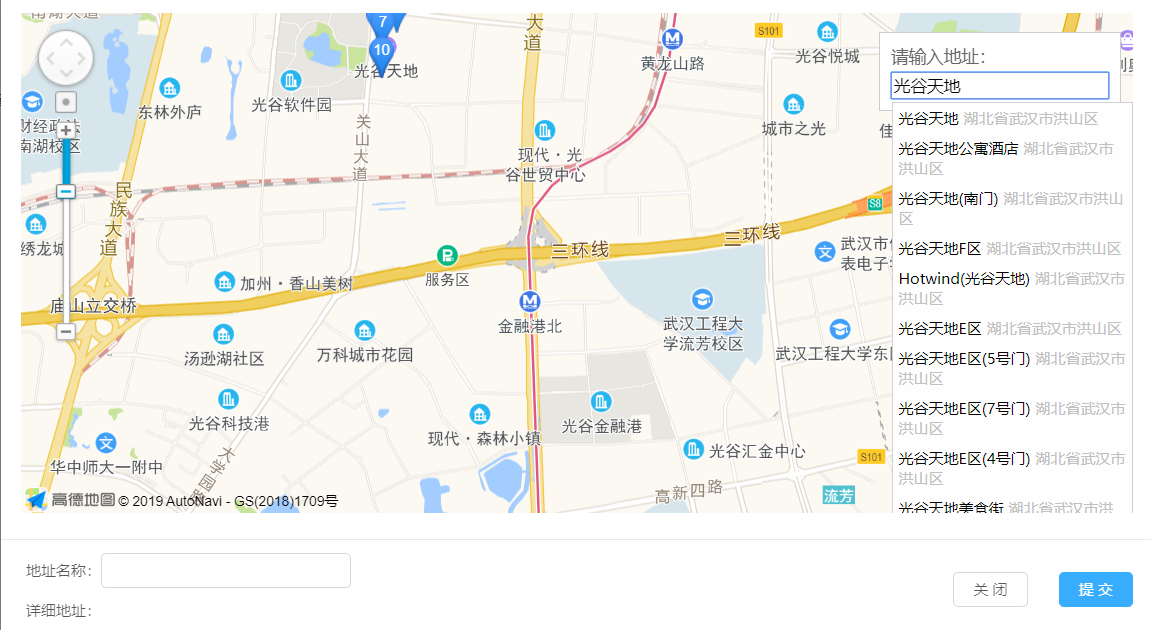 大道
7
10
光谷天地
黄龙山路
S101
光谷悦城
请输入地址：
光谷天地
东林外庐
光谷软件园
关山大道
城市之光
财经政法
南湖校区
现代·光
谷世贸中心
民族大道
绣龙城
S8
三环线
三环线
武汉市
表电子
服务区
加州·香山美树
庙山立交桥
金融港北
武汉工程大
学流芳校区
汤逊湖社区
万科城市花园
武汉工程大学东
光谷科技港
现代·森林小镇
光谷金融港
光谷汇金中心
S101
华中师大一附中
大学园路
高新四路
流芳
高德地图 © 2019 AutoNavi - GS(2018)1709号
光谷天地 湖北省武汉市洪山区
光谷天地公寓酒店 湖北省武汉市
洪山区
光谷天地(南门) 湖北省武汉市洪山
区
光谷天地F区 湖北省武汉市洪山区
Hotwind(光谷天地) 湖北省武汉市
洪山区
光谷天地E区 湖北省武汉市洪山区
光谷天地E区(5号门) 湖北省武汉市
洪山区
光谷天地E区(7号门) 湖北省武汉市
洪山区
光谷天地E区(4号门) 湖北省武汉市
洪山区
光谷天地美食街 湖北省武汉市洪
地址名称：
详细地址：
关 闭
提 交